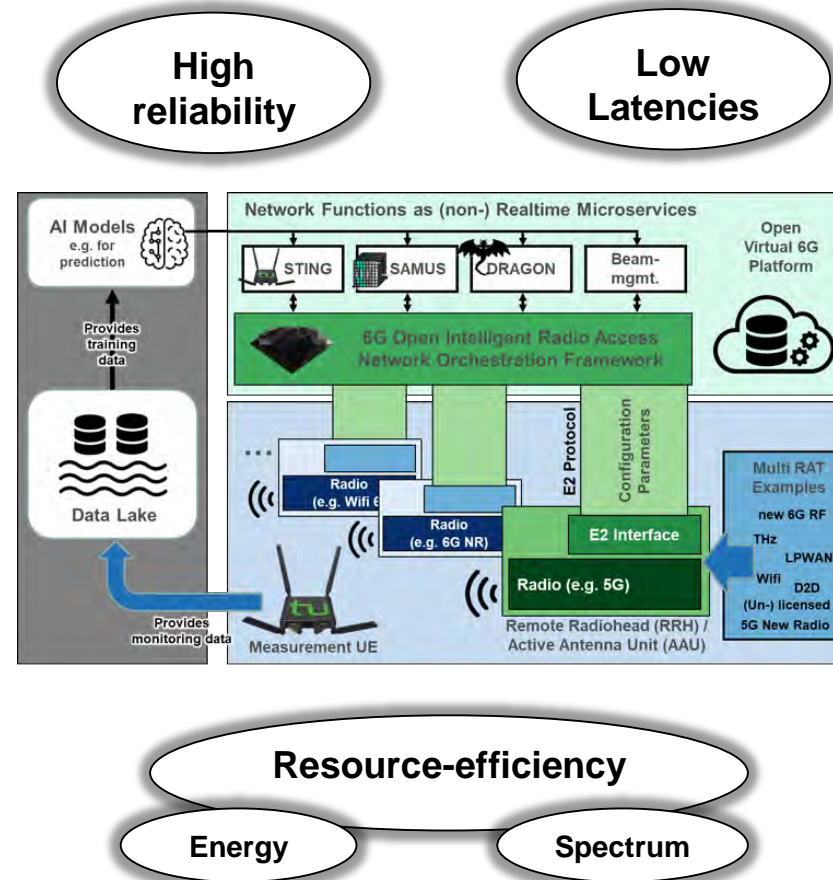 High
reliability
Low
Latencies
AI Models
e.g. for
prediction
Provides
training
data
Data Lake
Provides
monitoring data
Network Functions as (non-) Realtime Microservices
STING
SAMUS
DRAGON
Beam-
mgmt.
Open
Virtual 6G
Platform
6G Open Intelligent Radio Access
Network Orchestration Framework
E2 Protocol
Configuration
Parameters
...
Radio
(e.g. Wifi 6
Radio
(e.g. 6G NR)
E2 Interface
Radio (e.g. 5G)
Remote Radiohead (RRH) /
Active Antenna Unit (AAU)
tu
Measurement UE
Multi RAT
Examples
new 6G RF
THz
LPWAN
Wifi
D2D
(Un-) licensed
5G New Radio
Resource-efficiency
Energy
Spectrum